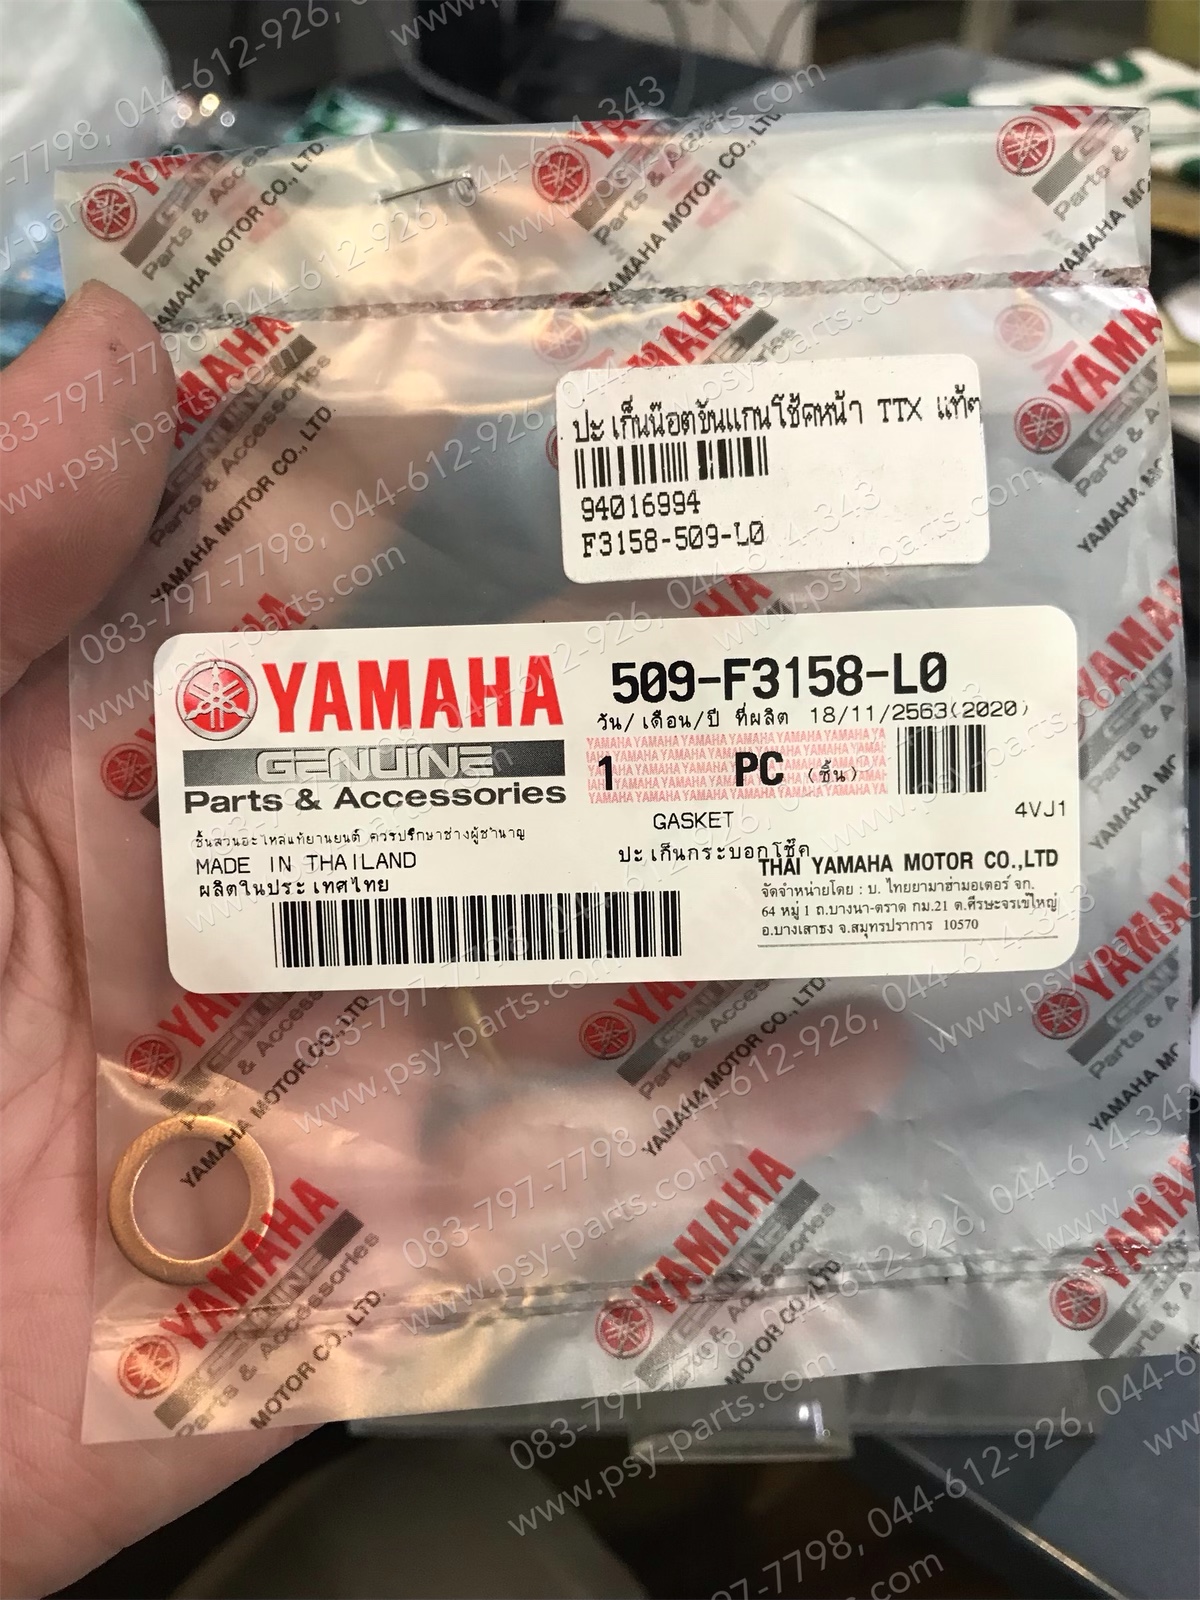 ปะเก็นน๊อตขันแกนโช๊คหน้า TTX แท้ต
94016994
F3158-509-L0
YAMAHA
GENUINE
Parts & Accessories
ชิ้นส่วนอะไหล่แท้ยานยนต์ ควรปรึกษาช่างผู้ชำนาญ
MADE IN THAILAND
ผลิตในประเทศไทย
509-F3158-L0
วัน/เดือน/ปี ที่ผลิต 18/11/2563(2020)
1 PC (ชิ้น)
GASKET
4VJ1
ปะเก็นกระบอกโช๊ค
THAI YAMAHA MOTOR CO.,LTD
จัดจำหน่ายโดย : บ. ไทยยามาฮ่ามอเตอร์ จก.
64 หมู่ 1 ถ.บางนา-ตราด กม.21 ต.ศีรษะจรเข้ใหญ่
อ.บางเสาธง จ.สมุทรปราการ 10570
YAMAHA
GENUINE
Parts & Accessories
YAMAHA MOTOR CO., LTD.
083-797-7798, 044-612-926, 044-614-343
www.psy-parts.com